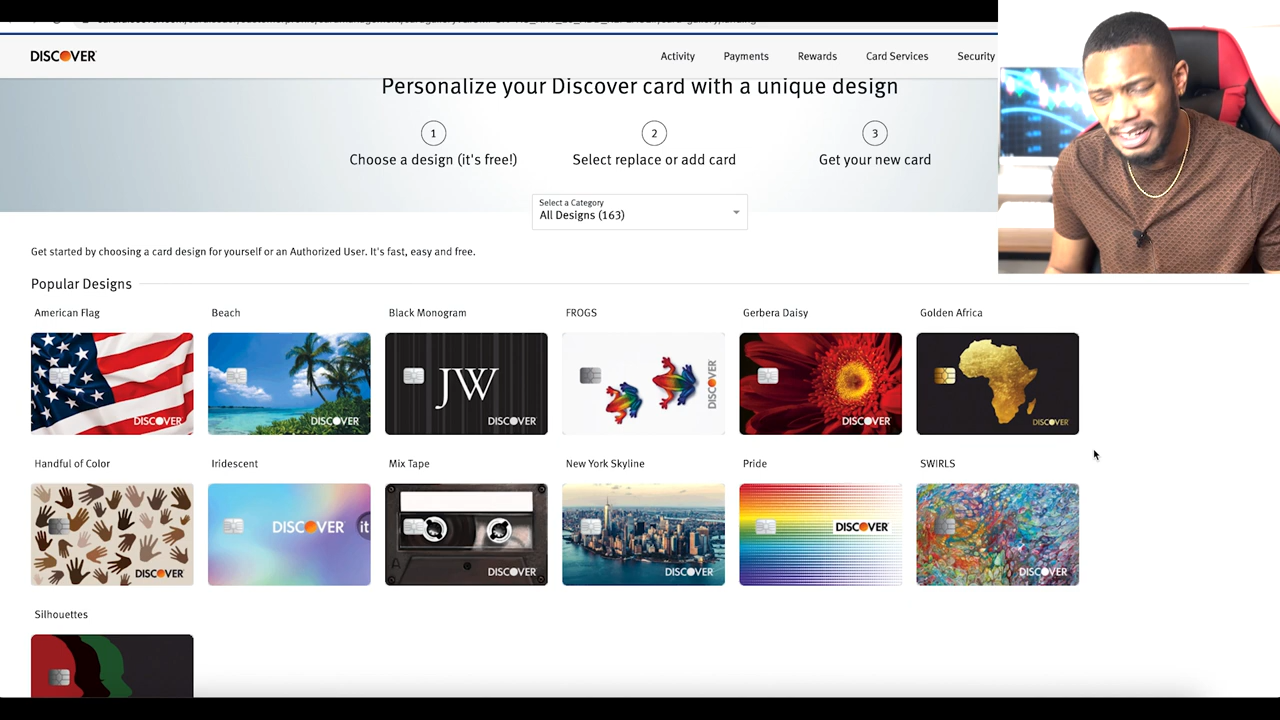 DISCOVER
Activity Payments Rewards Card Services Security
Personalize your Discover card with a unique design
1 2 3
Choose a design (it's free!) Select replace or add card Get your new card
Select a Category
All Designs (163)
Get started by choosing a card design for yourself or an Authorized User. It's fast, easy and free.
Popular Designs
American Flag Beach Black Monogram FROGS Gerbera Daisy Golden Africa
JW
DISCOVER DISCOVER DISCOVER DISCOVER DISCOVER DISCOVER
Handful of Color Iridescent Mix Tape New York Skyline Pride SWIRLS
DISCOVER it DISCOVER
A
DISCOVER DISCOVER DISCOVER DISCOVER
Silhouettes